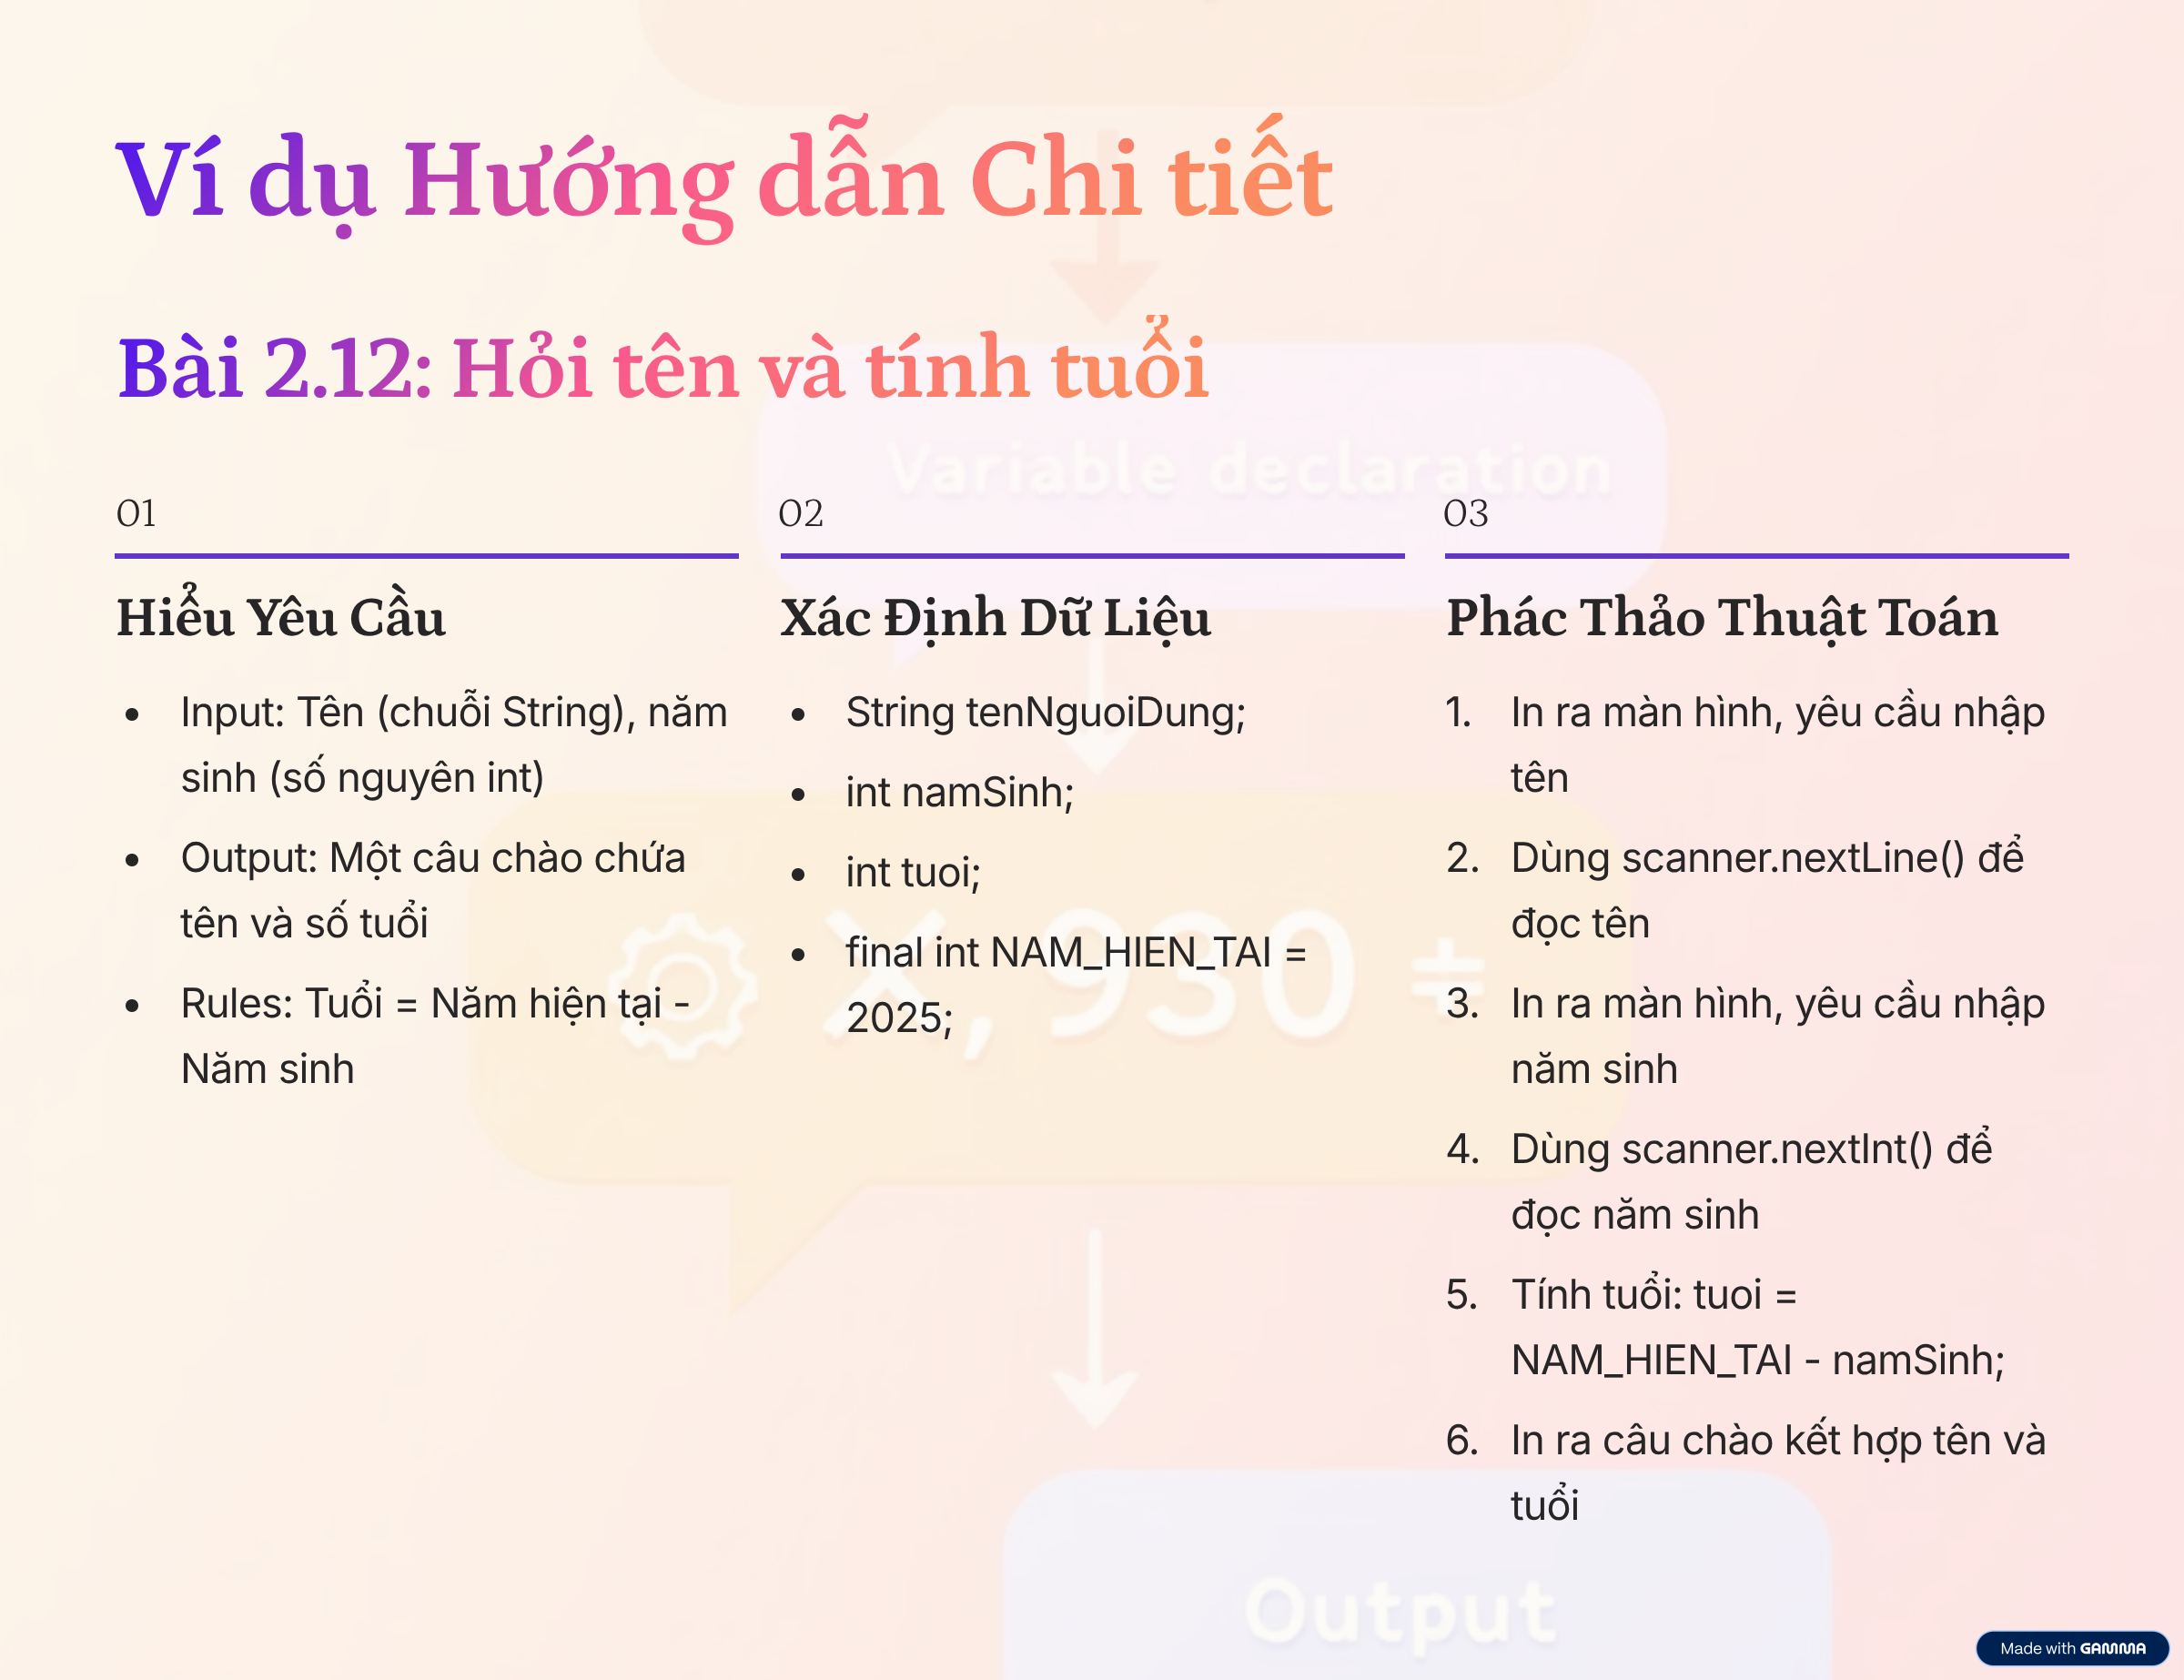 Ví dụ Hướng dẫn Chi tiết
Bài 2.12: Hỏi tên và tính tuổi
Variable declaration
01
Hiểu Yêu Cầu
• Input: Tên (chuỗi String), năm
sinh (số nguyên int)
• Output: Một câu chào chứa
tên và số tuổi
• Rules: Tuổi = Năm hiện tại -
Năm sinh
02
Xác Định Dữ Liệu
• String tenNguoiDung;
• int namSinh;
• int tuoi;
• final int NAM_HIEN_TAI =
2025;
03
Phác Thảo Thuật Toán
1. In ra màn hình, yêu cầu nhập
tên
2. Dùng scanner.nextLine() để
đọc tên
3. In ra màn hình, yêu cầu nhập
năm sinh
4. Dùng scanner.nextInt() để
đọc năm sinh
5. Tính tuổi: tuoi =
NAM_HIEN_TAI - namSinh;
6. In ra câu chào kết hợp tên và
tuổi
×, 930 ÷
Output
Made with GAMMA